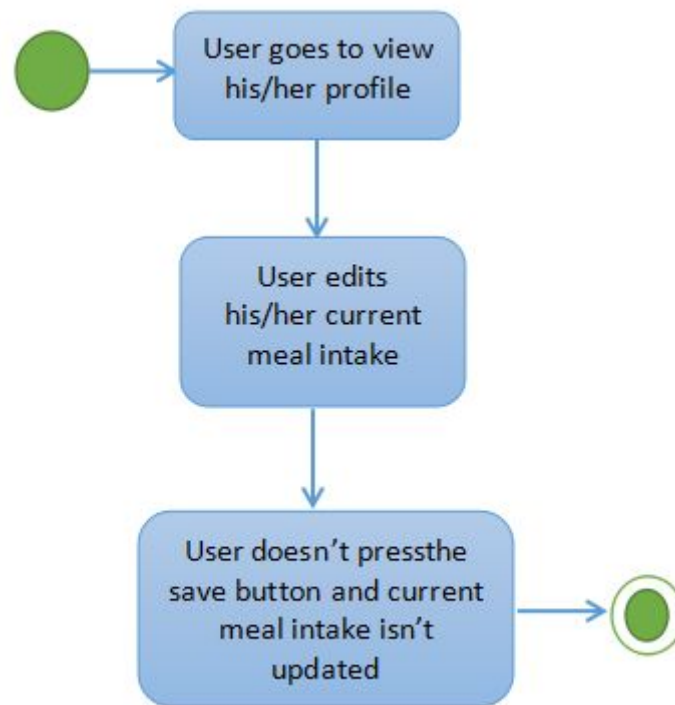 User goes to view
his/her profile
User edits
his/her current
meal intake
User doesn't pressthe
save button and current
meal intake isn't
updated